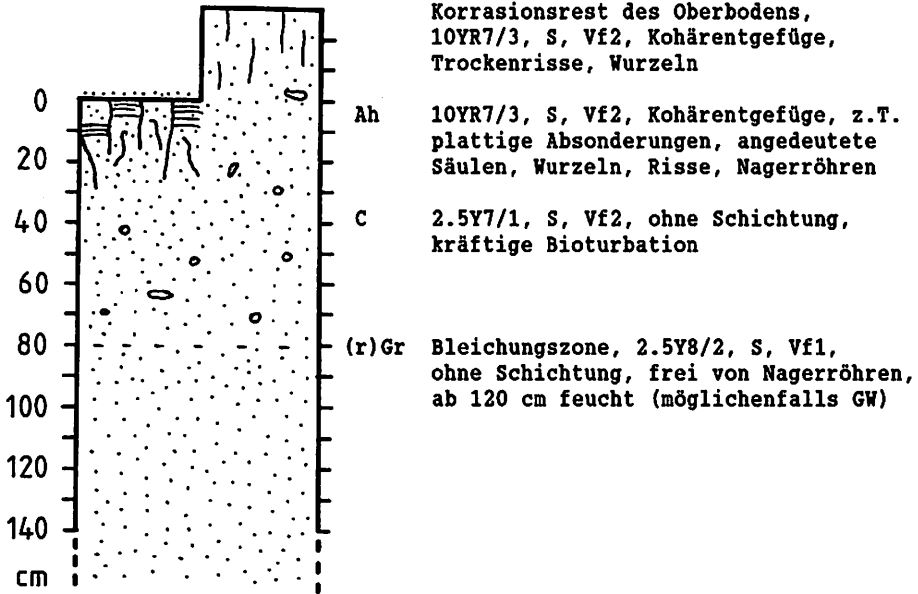 Korrasionsrest des Oberbodens,
10YR7/3, S, Vf2, Kohärentgefüge,
Trockenrisse, Wurzeln
0
Ah
10YR7/3, S, Vf2, Kohärentgefüge, z.T.
plattige Absonderungen, angedeutete
Säulen, Wurzeln, Risse, Nagerröhren
20
40
C
2.5Y7/1, S, Vf2, ohne Schichtung,
kräftige Bioturbation
60
80
(r)Gr
Bleichungszone, 2.5Y8/2, S, Vf1,
ohne Schichtung, frei von Nagerröhren,
ab 120 cm feucht (möglichenfalls GW)
100
120
140
cm